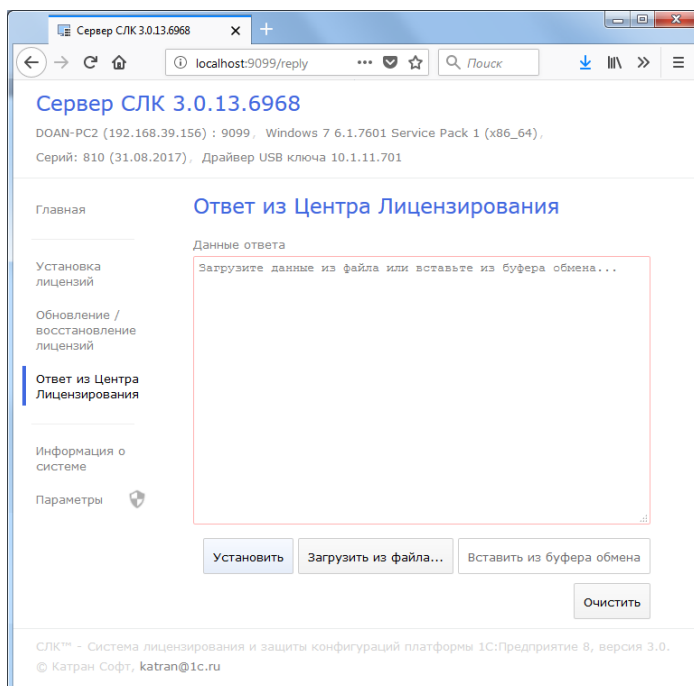 Сервер СЛК 3.0.13.6968
localhost:9099/reply
Поиск
Сервер СЛК 3.0.13.6968
DOAN-PC2 (192.168.39.156) : 9099, Windows 7 6.1.7601 Service Pack 1 (x86_64),
Серий: 810 (31.08.2017), Драйвер USB ключа 10.1.11.701
Главная
Установка
лицензий
Обновление /
восстановление
лицензий
Ответ из Центра
Лицензирования
Информация о
системе
Параметры
Ответ из Центра Лицензирования
Данные ответа
Загрузите данные из файла или вставьте из буфера обмена...
Установить Загрузить из файла... Вставить из буфера обмена
Очистить
СЛК™ - Система лицензирования и защиты конфигураций платформы 1С:Предприятие 8, версия 3.0.
© Катран Софт, katran@1c.ru